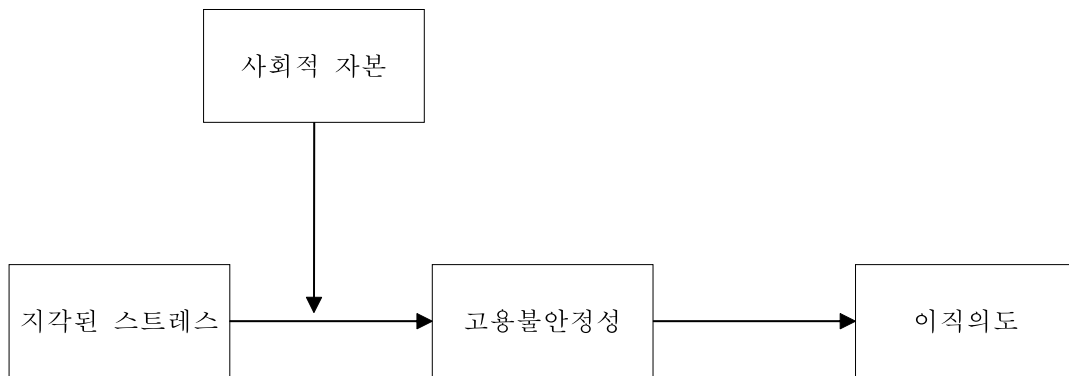 사회적 자본
지각된 스트레스
고용불안정성
이직의도